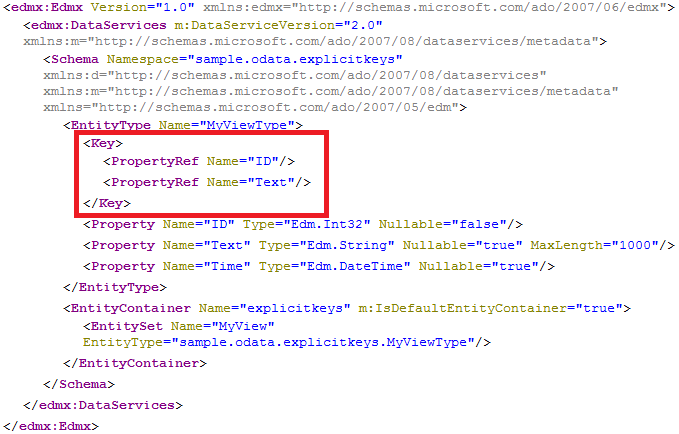 <edmx:Edmx Version="1.0" xmlns:edmx="http://schemas.microsoft.com/ado/2007/06/edmx">
<edmx:DataServices m:DataServiceVersion="2.0"
xmlns:m="http://schemas.microsoft.com/ado/2007/08/dataservices/metadata">
<Schema Namespace="sample.odata.explicitkeys"
xmlns:d="http://schemas.microsoft.com/ado/2007/08/dataservices"
xmlns:m="http://schemas.microsoft.com/ado/2007/08/dataservices/metadata"
xmlns="http://schemas.microsoft.com/ado/2007/05/edm">
<EntityType Name="MyViewType">
<Key>
<PropertyRef Name="ID"/>
<PropertyRef Name="Text"/>
</Key>
<Property Name="ID" Type="Edm.Int32" Nullable="false"/>
<Property Name="Text" Type="Edm.String" Nullable="true" MaxLength="1000"/>
<Property Name="Time" Type="Edm.DateTime" Nullable="true"/>
</EntityType>
<EntityContainer Name="explicitkeys" m:IsDefaultEntityContainer="true">
<EntitySet Name="MyView"
EntityType="sample.odata.explicitkeys.MyViewType"/>
</EntityContainer>
</Schema>
</edmx:DataServices>
</edmx:Edmx>